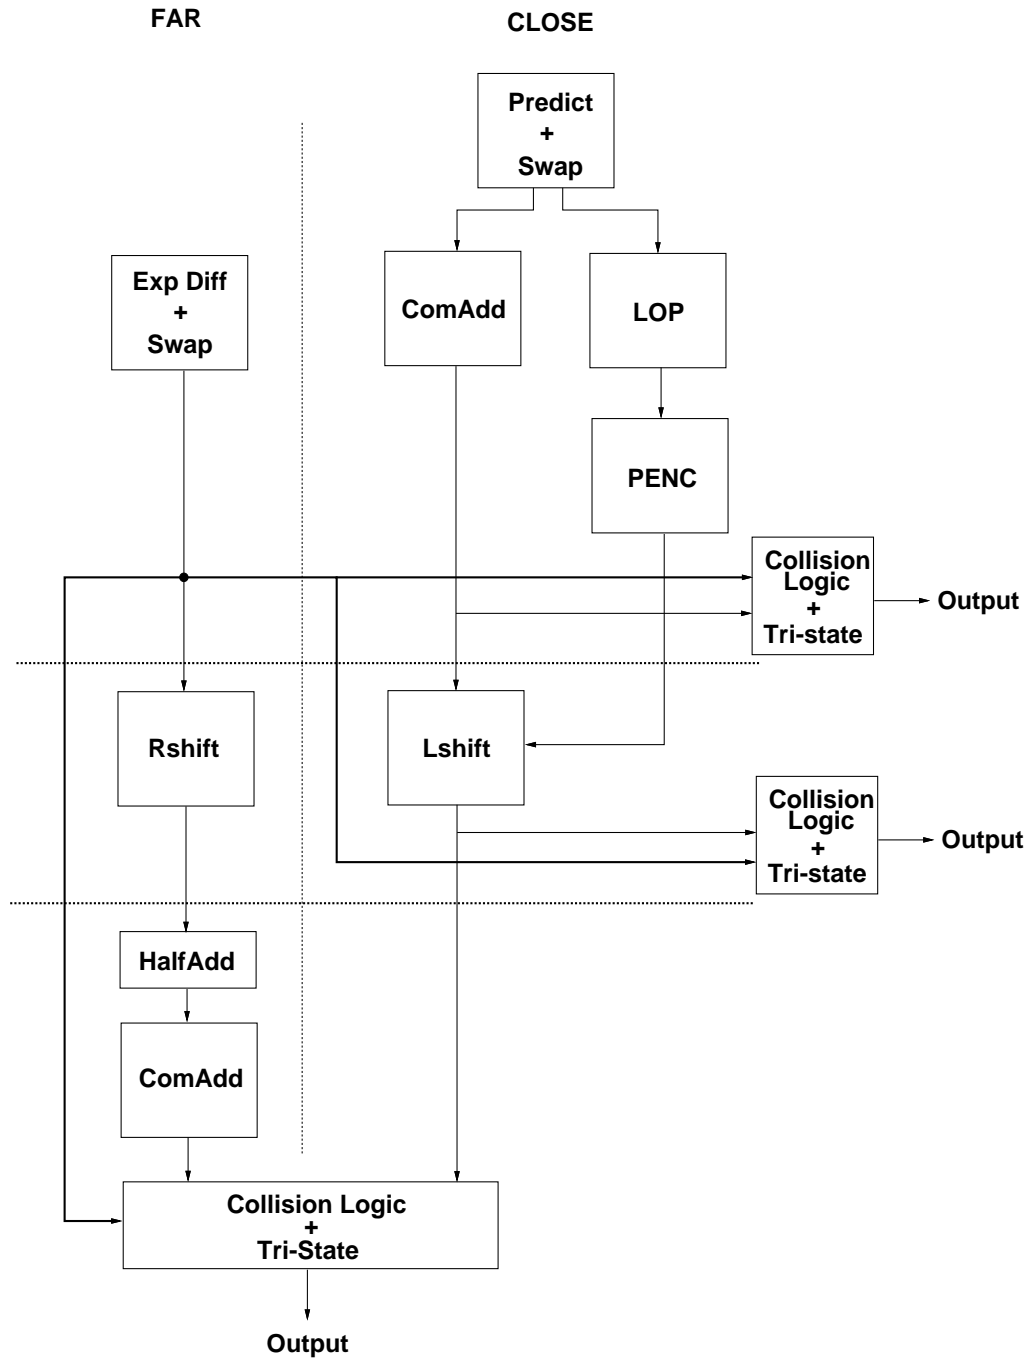 FAR
CLOSE
Predict
+
Swap
Exp Diff
+
Swap
ComAdd
LOP
PENC
Collision
Logic
+
Tri-state
Output
Rshift
Lshift
Collision
Logic
+
Tri-state
Output
HalfAdd
ComAdd
Collision Logic
+
Tri-State
Output